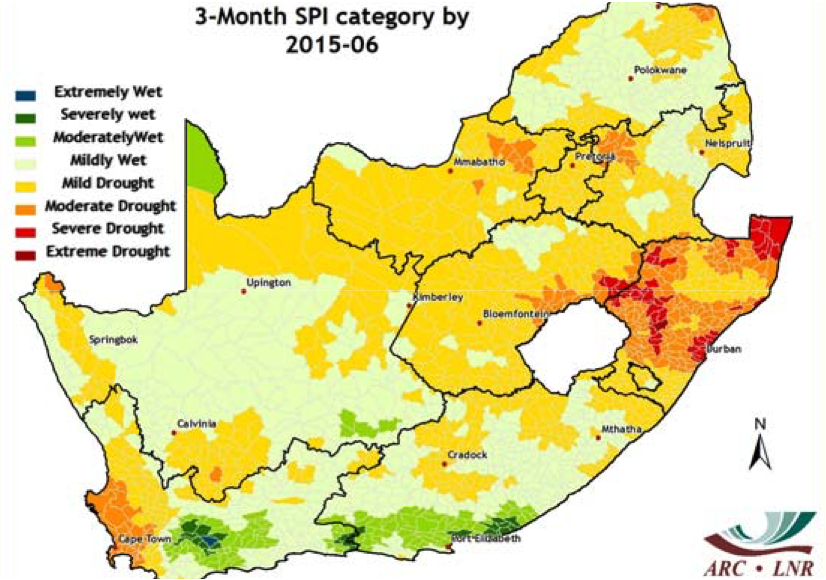 3-Month SPI category by
2015-06
Extremely Wet
Severely wet
ModeratelyWet
Mildly Wet
Mild Drought
Moderate Drought
Severe Drought
Extreme Drought
Polokwane
Nelspruit
Pretoria
Mmabatho
Upington
Kimberley
Bloemfontein
Springbok
Durban
Calvinia
Mthatha
Cradock
N
Cape Town
Port Elizabeth
ARC • LNR